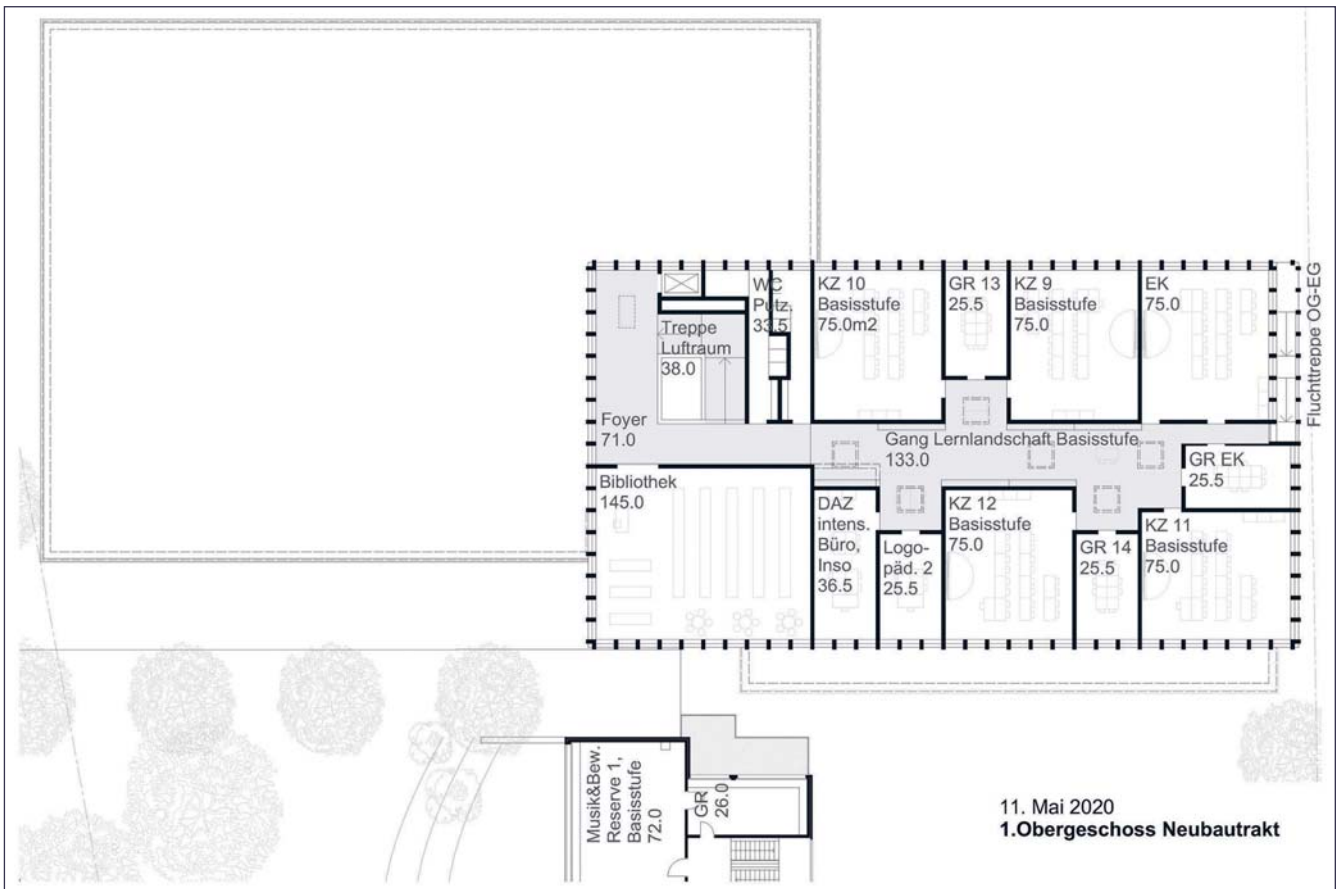 WC
Putz.
33.5
KZ 10
Basisstufe
75.0m2
GR 13
25.5
KZ 9
Basisstufe
75.0
EK
75.0
Fluchttreppe OG-EG
Treppe
Luftraum
38.0
Foyer
71.0
Gang Lernlandschaft Basisstufe
133.0
GR EK
25.5
Bibliothek
145.0
DAZ
intens.
Büro,
Inso
36.5
Logo-
päd. 2
25.5
KZ 12
Basisstufe
75.0
GR 14
25.5
KZ 11
Basisstufe
75.0
Musik&Bew.
Reserve 1,
Basisstufe
72.0
GR
26.0
11. Mai 2020
1.Obergeschoss Neubautrakt